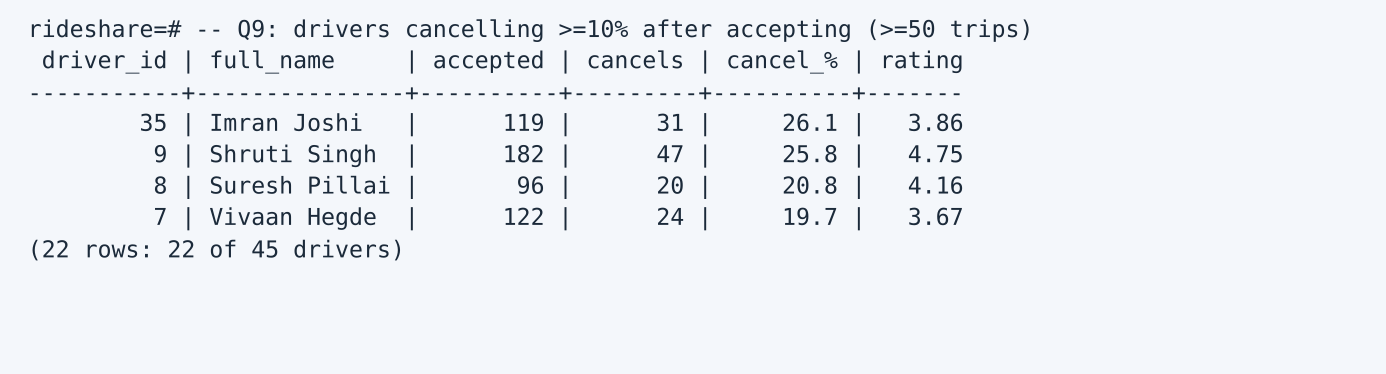 rideshare=# -- Q9: drivers cancelling >=10% after accepting (>=50 trips)
 driver_id | full_name     | accepted | cancels | cancel_% | rating
-----------+---------------+----------+---------+----------+-------
        35 | Imran Joshi   |      119 |      31 |     26.1 |   3.86
         9 | Shruti Singh  |      182 |      47 |     25.8 |   4.75
         8 | Suresh Pillai |       96 |      20 |     20.8 |   4.16
         7 | Vivaan Hegde  |      122 |      24 |     19.7 |   3.67
(22 rows: 22 of 45 drivers)